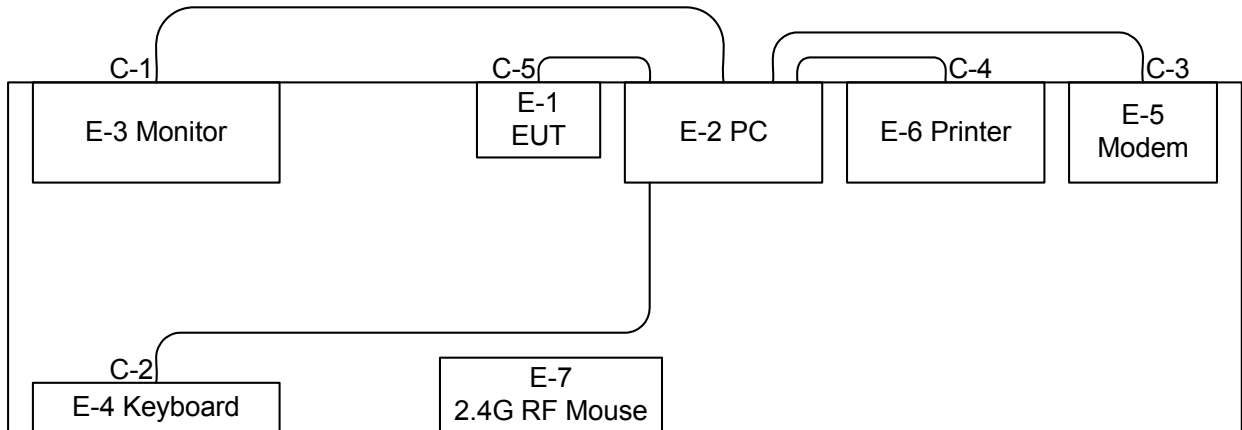 C-1
C-5
C-4
C-3
E-3 Monitor
E-1
EUT
E-2 PC
E-6 Printer
E-5
Modem
C-2
E-4 Keyboard
E-7
2.4G RF Mouse